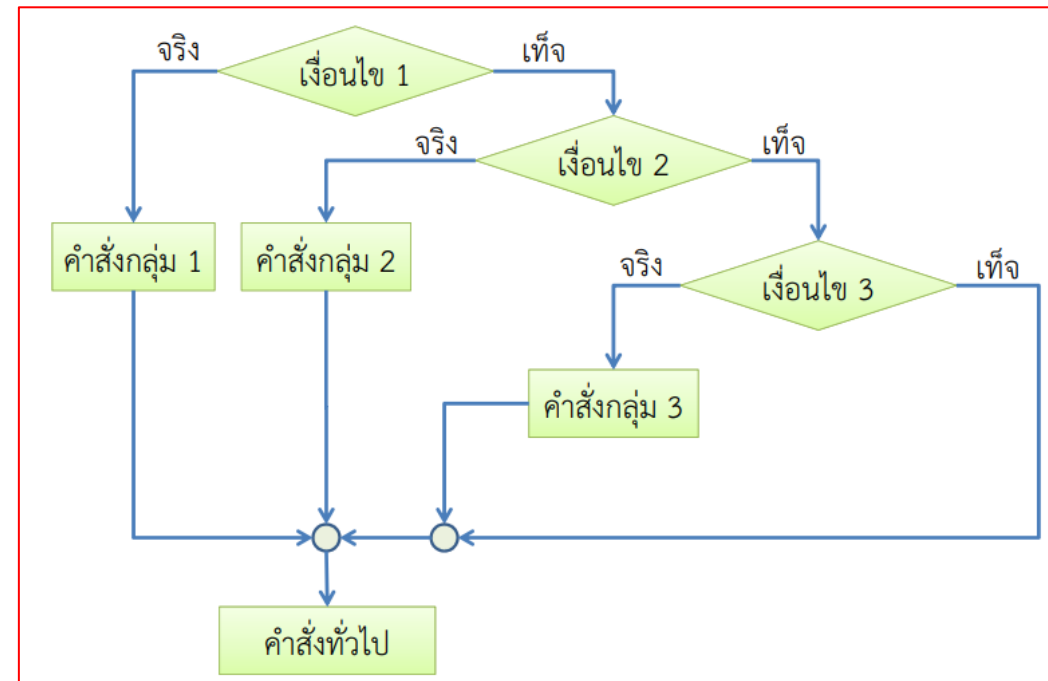 จริง
เงื่อนไข 1
เท็จ
จริง
เงื่อนไข 2
เท็จ
คำสั่งกลุ่ม 1
คำสั่งกลุ่ม 2
จริง
เงื่อนไข 3
เท็จ
คำสั่งกลุ่ม 3
คำสั่งทั่วไป